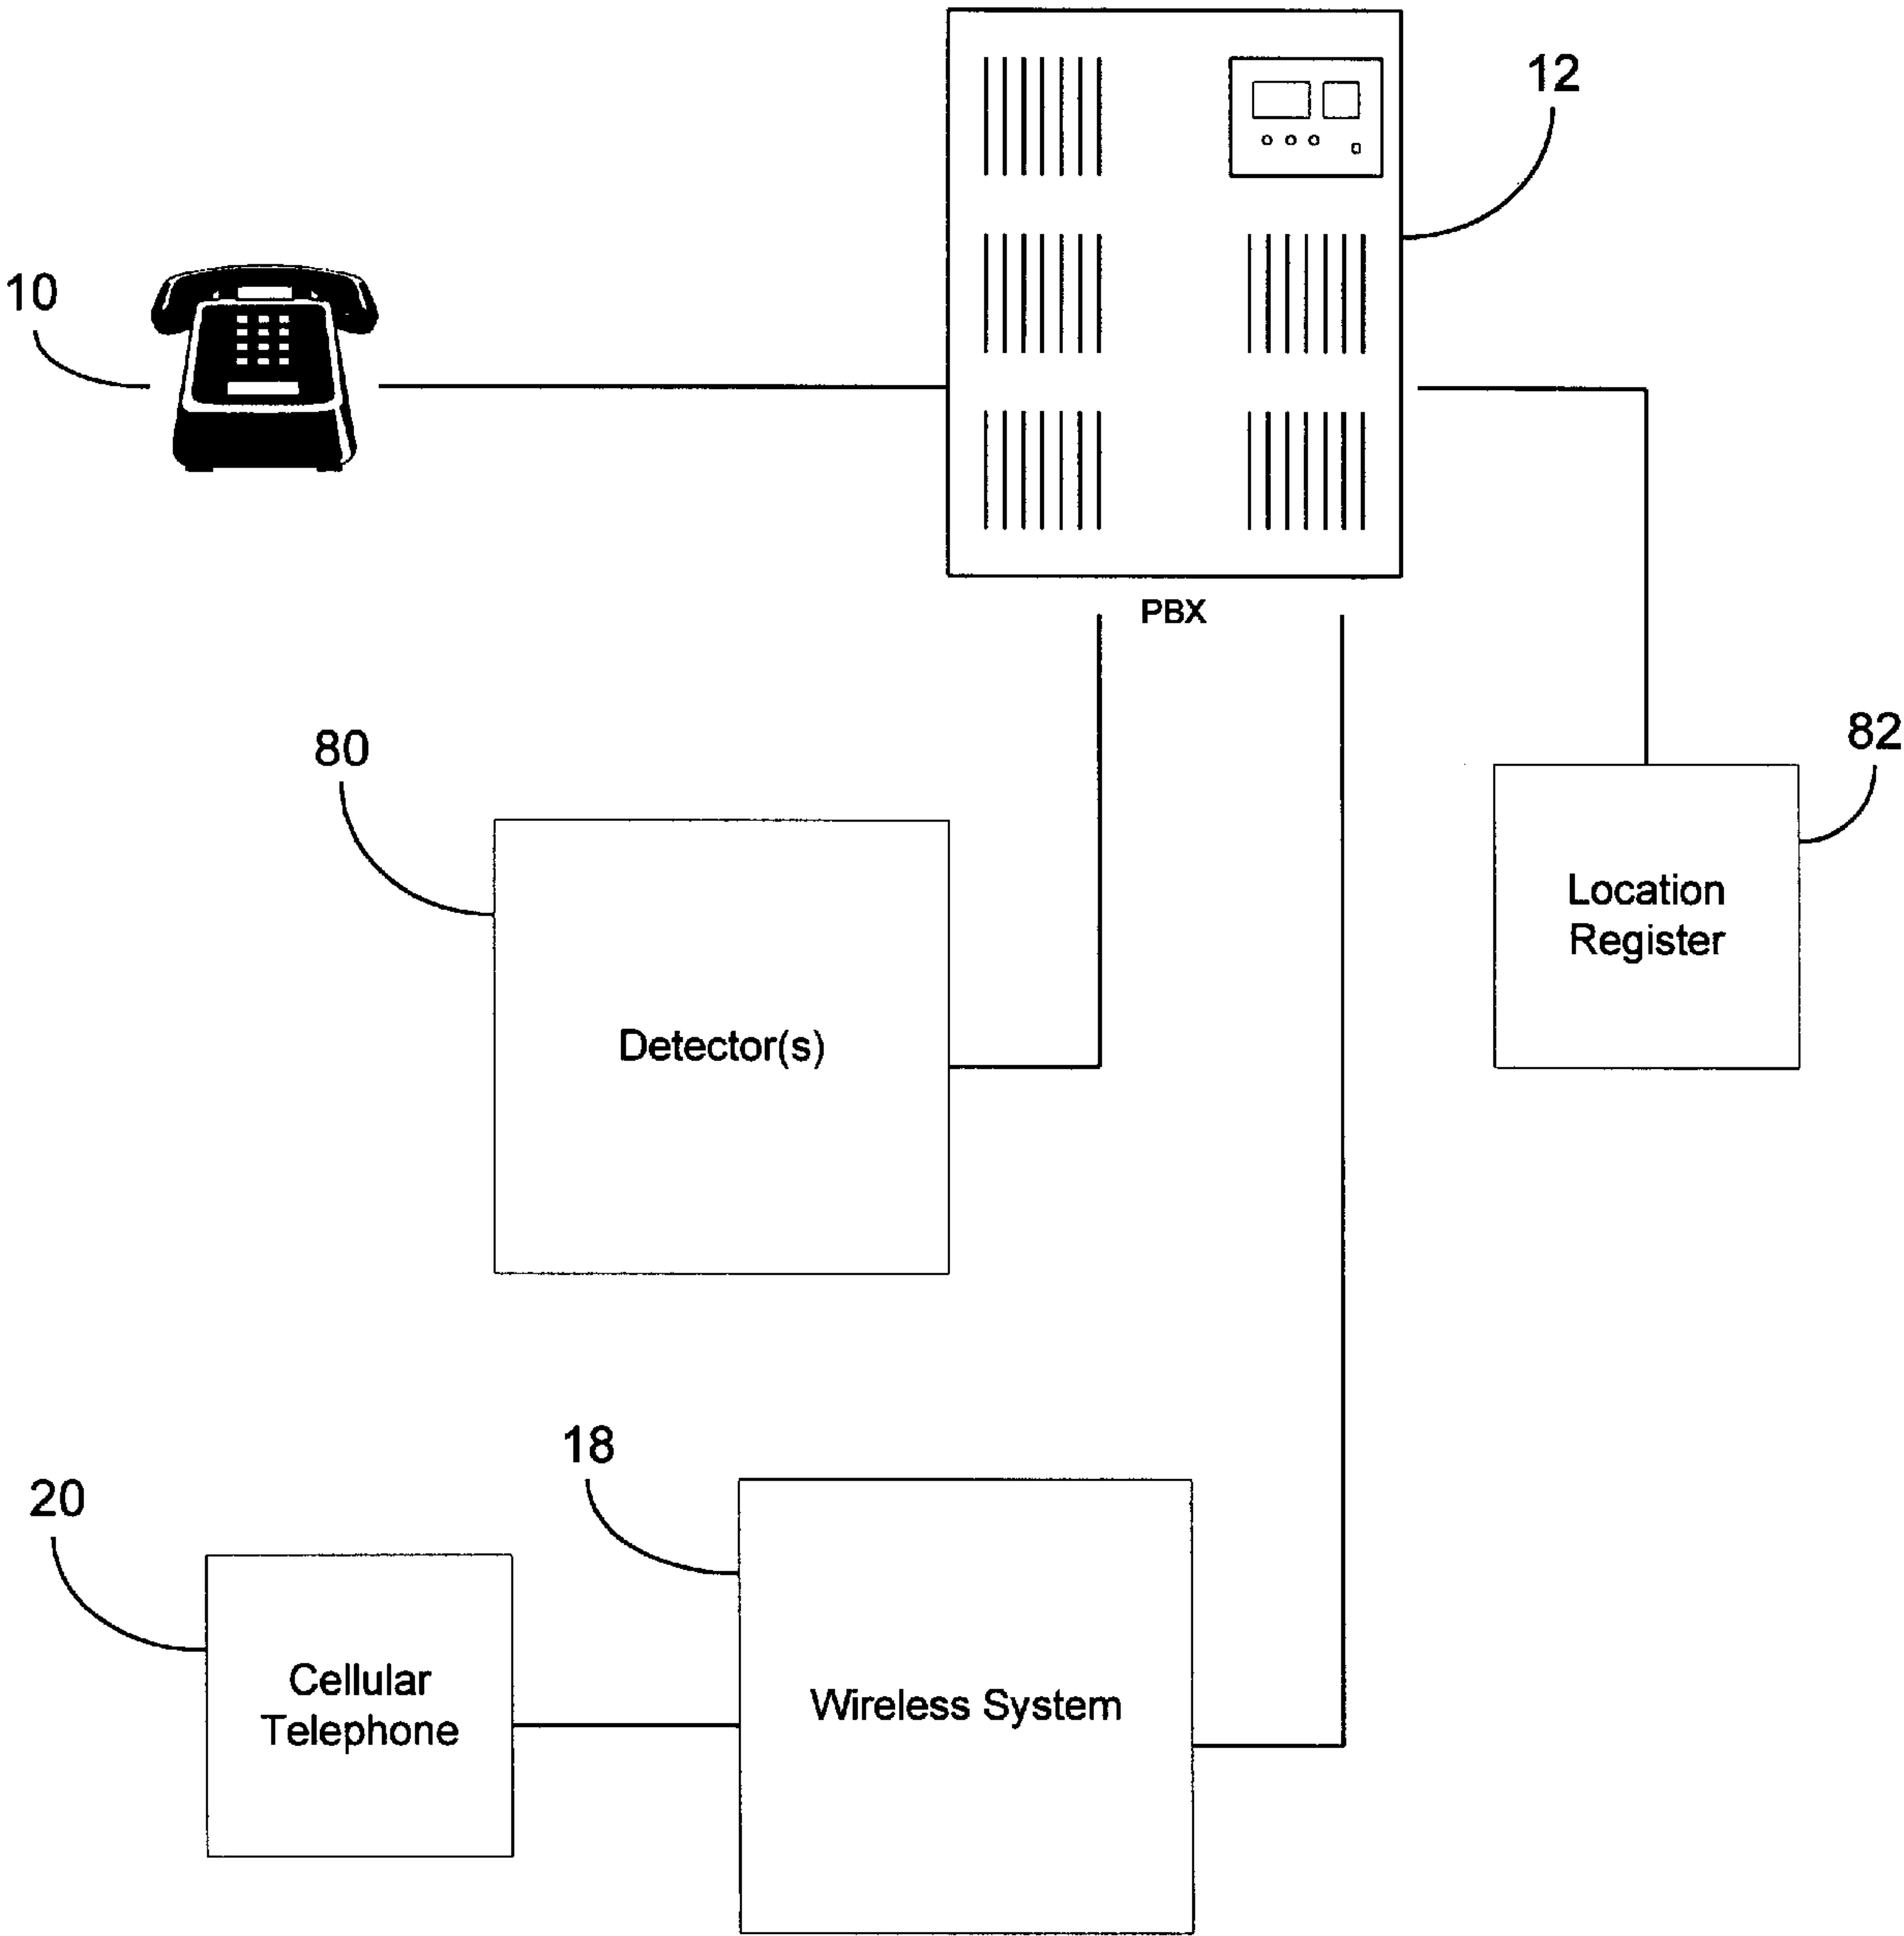 12
10
PBX
80
82
Location
Register
Detector(s)
18
20
Cellular
Telephone
Wireless System